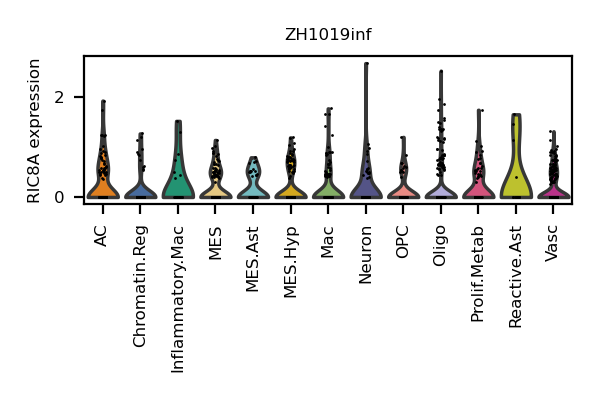 ZH1019inf
RIC8A expression
2
0
AC
Chromatin.Reg
Inflammatory.Mac
MES
MES.Ast
MES.Hyp
Mac
Neuron
OPC
Oligo
Prolif.Metab
Reactive.Ast
Vasc